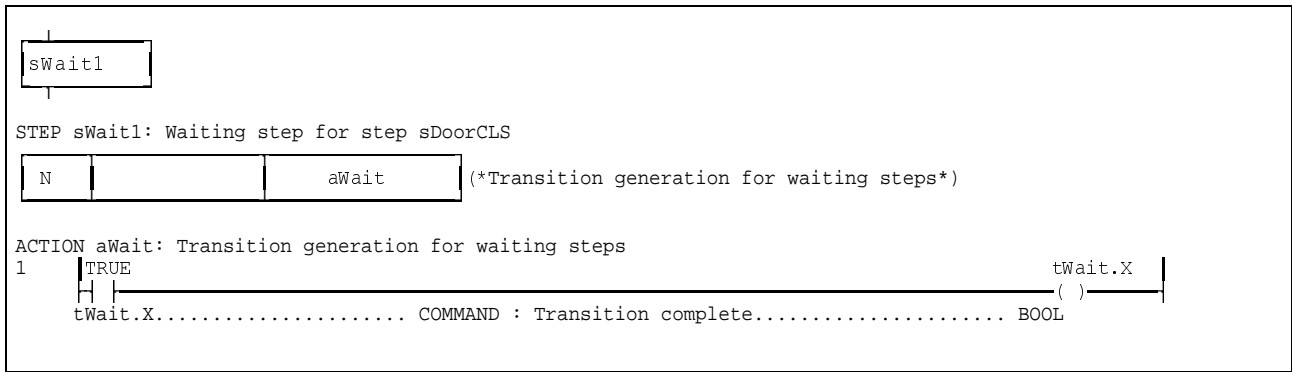 sWait1
STEP sWait1: Waiting step for step sDoorCLS
N aWait (*Transition generation for waiting steps*)
ACTION aWait: Transition generation for waiting steps
1 TRUE tWait.X
( )
tWait.X...................... COMMAND : Transition complete...................... BOOL